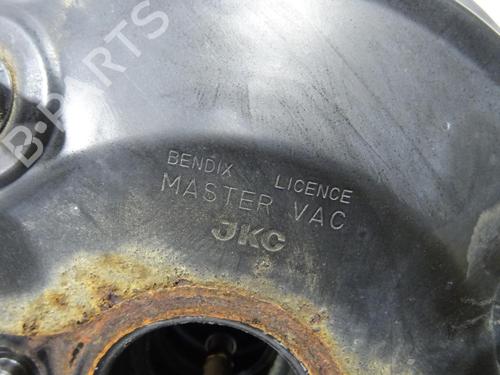 B-PARTS
BENDIX LICENCE
MASTER VAC
JKC